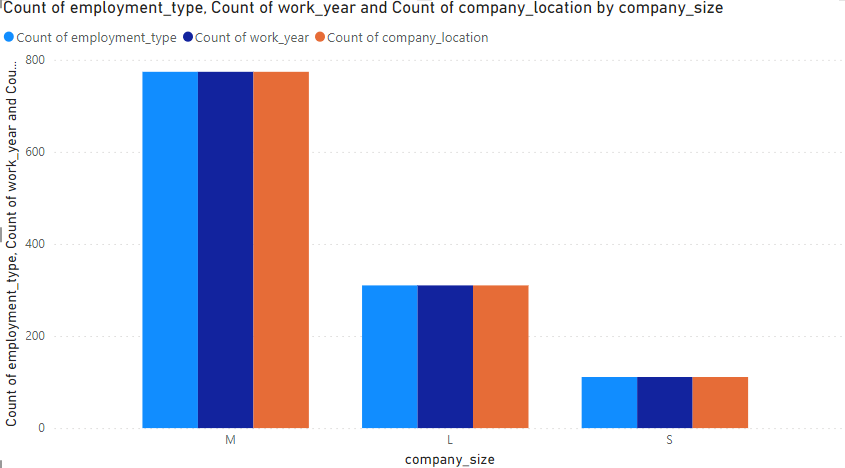 Count of employment_type, Count of work_year and Count of company_location by company_size
Count of employment_type Count of work_year Count of company_location
Count of employment_type, Count of work_year and Cou...
800
600
400
200
0
M L S
company_size